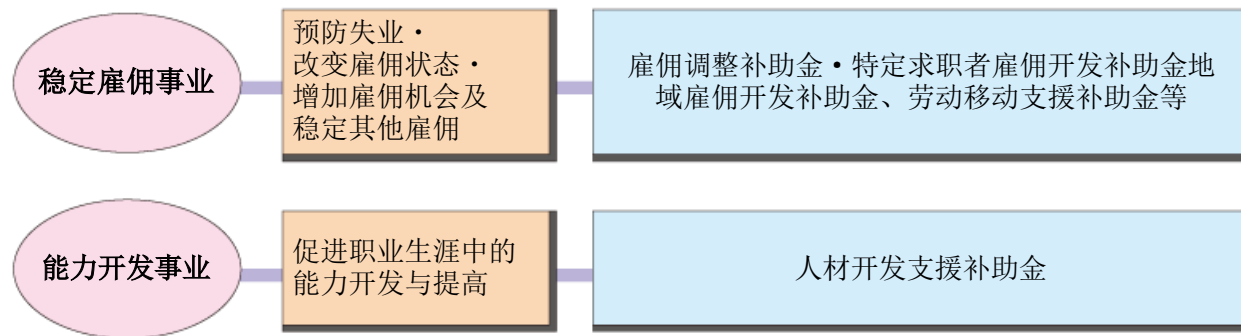 稳定雇佣事业
预防失业·
改变雇佣状态·
增加雇佣机会及
稳定其他雇佣
雇佣调整补助金·特定求职者雇佣开发补助金地
域雇佣开发补助金、劳动移动支援补助金等
能力开发事业
促进职业生涯中的
能力开发与提高
人材开发支援补助金